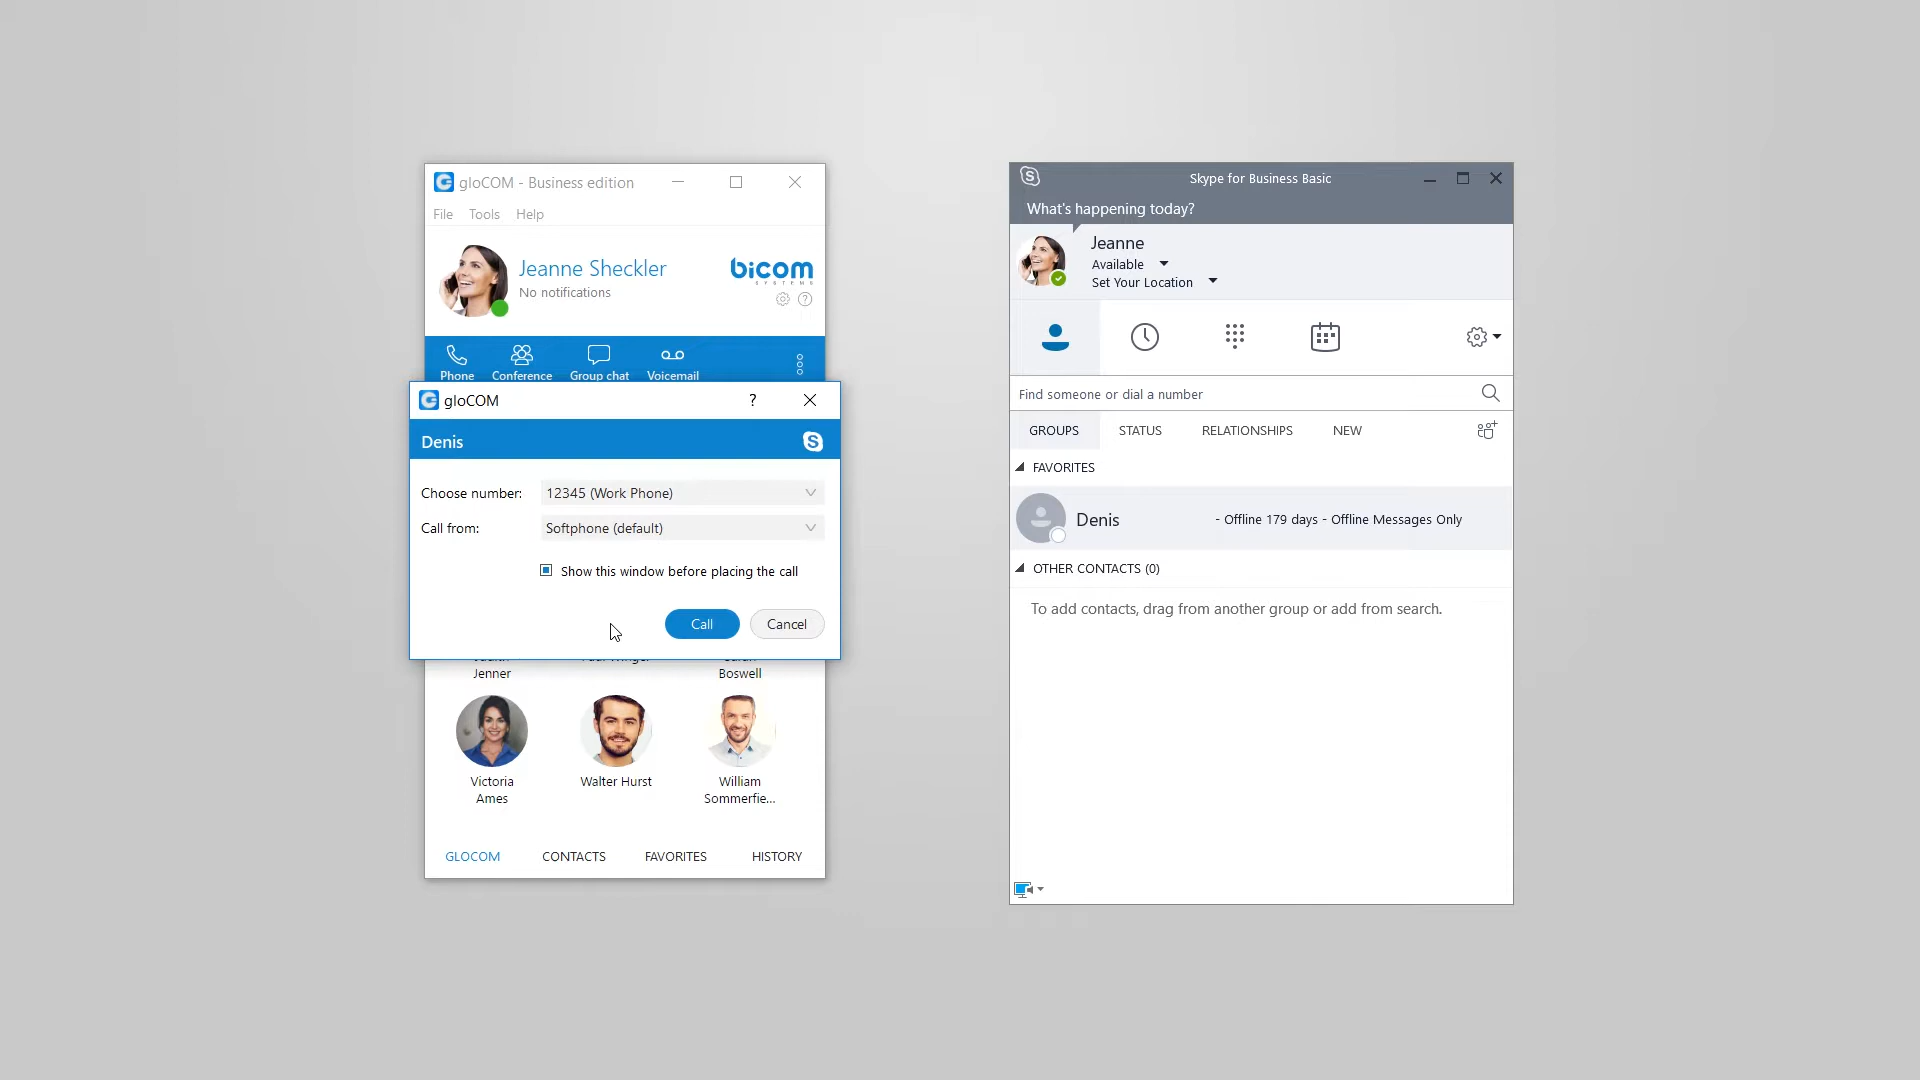 gloCOM - Business edition
File Tools Help
Jeanne Sheckler
No notifications
bicom
SYSTEMS
Phone Conference Group chat Voicemail
gloCOM
?
Denis
Choose number: 12345 (Work Phone)
Call from: Softphone (default)
Show this window before placing the call
Call Cancel
Jenner
Boswell
Victoria
Ames
Walter Hurst
William
Sommerfie...
GLOCOM CONTACTS FAVORITES HISTORY
Skype for Business Basic
What's happening today?
Jeanne
Available
Set Your Location
Find someone or dial a number
GROUPS STATUS RELATIONSHIPS NEW
FAVORITES
Denis - Offline 179 days - Offline Messages Only
OTHER CONTACTS (0)
To add contacts, drag from another group or add from search.